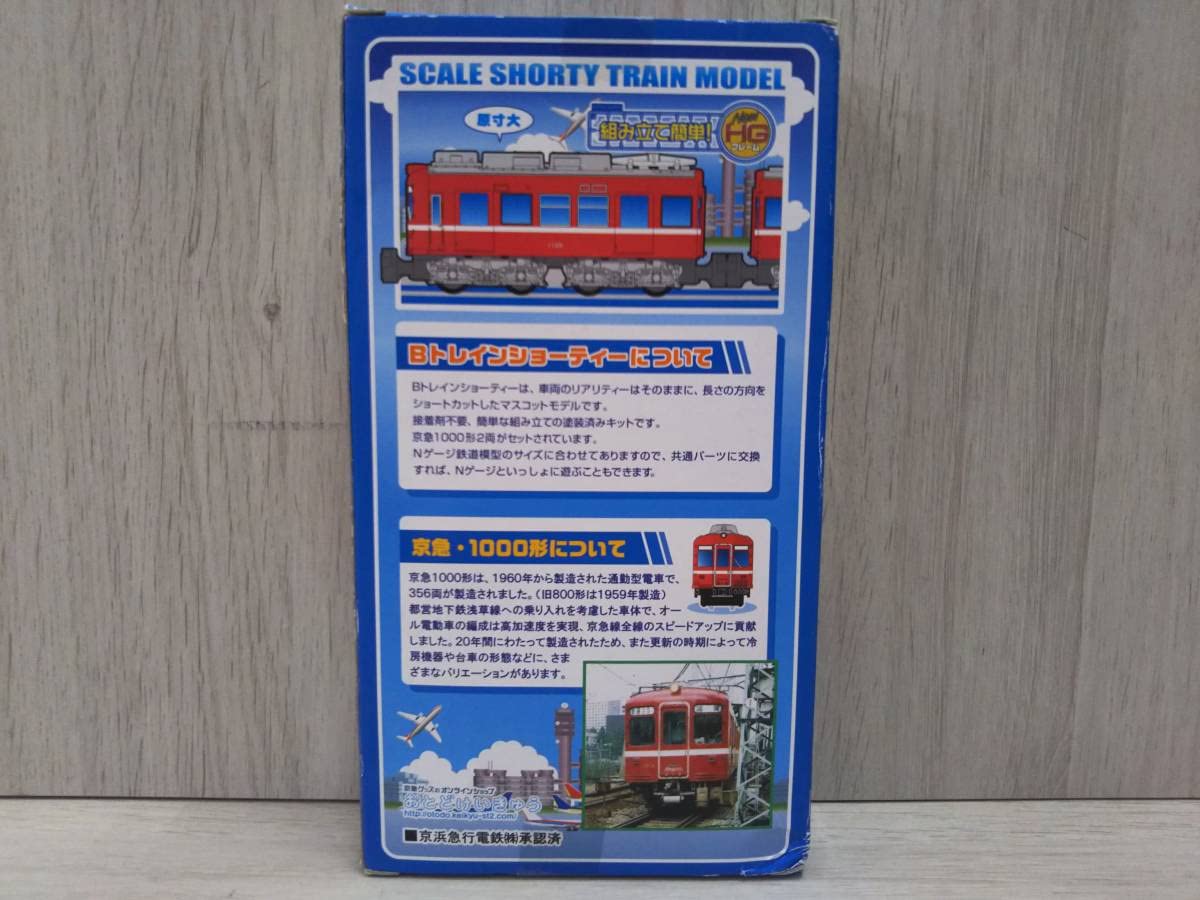 SCALE SHORTY TRAIN MODEL
原寸大
組み立て簡単!
New
HG
フレーム
Bトレインショーティーについて
Bトレインショーティーは、車両のリアリティーはそのままに、長さの方向を
ショートカットしたマスコットモデルです。
接着剤不要、簡単な組み立ての塗装済みキットです。
京急1000形2両がセットされています。
Nゲージ鉄道模型のサイズに合わせてありますので、共通パーツに交換
すれば、Nゲージといっしょに遊ぶこともできます。
京急・1000形について
京急1000形は、1960年から製造された通勤型電車で、
356両が製造されました。(旧800形は1959年製造)
都営地下鉄浅草線への乗り入れを考慮した車体で、オー
ル電動車の編成は高加速度を実現、京急線全線のスピードアップに貢献
しました。20年間にわたって製造されたため、また更新の時期によって冷
房機器や台車の形態などに、さま
ざまなバリエーションがあります。
京急グッズのオンラインショップ
おとどけいきゅう
http://otodo.keikyu-st2.com/
■京浜急行電鉄㈱承認済